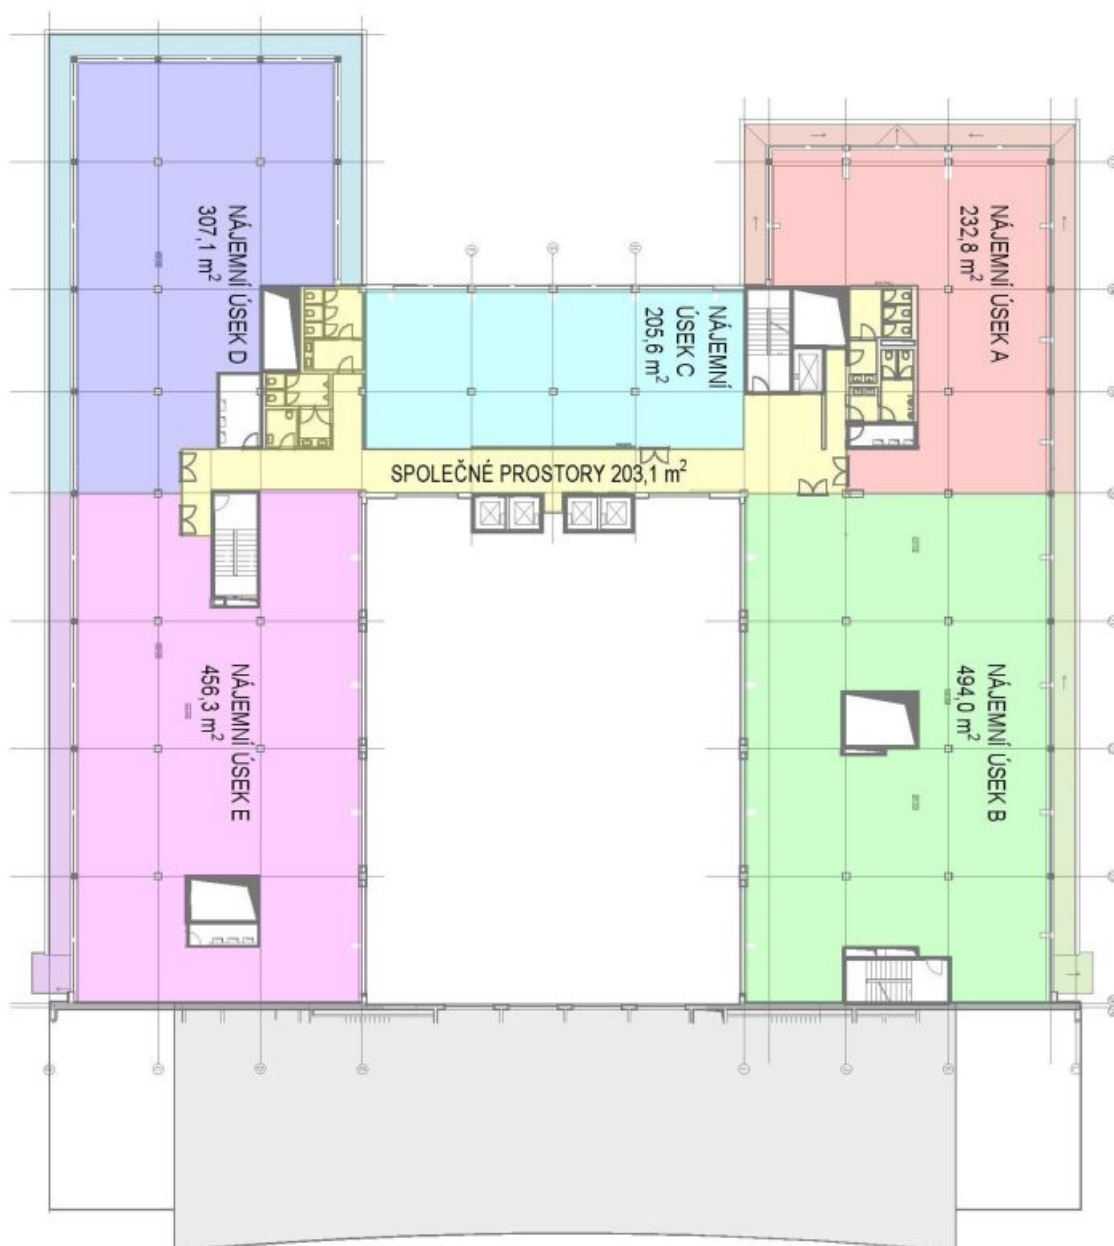 NÁJEMNÍ ÚSEK D
307,1 m²
NÁJEMNÍ
ÚSEK C
205,6 m²
NÁJEMNÍ ÚSEK A
232,8 m²
SPOLEČNÉ PROSTORY 203,1 m²
NÁJEMNÍ ÚSEK E
456,3 m²
NÁJEMNÍ ÚSEK B
494,0 m²